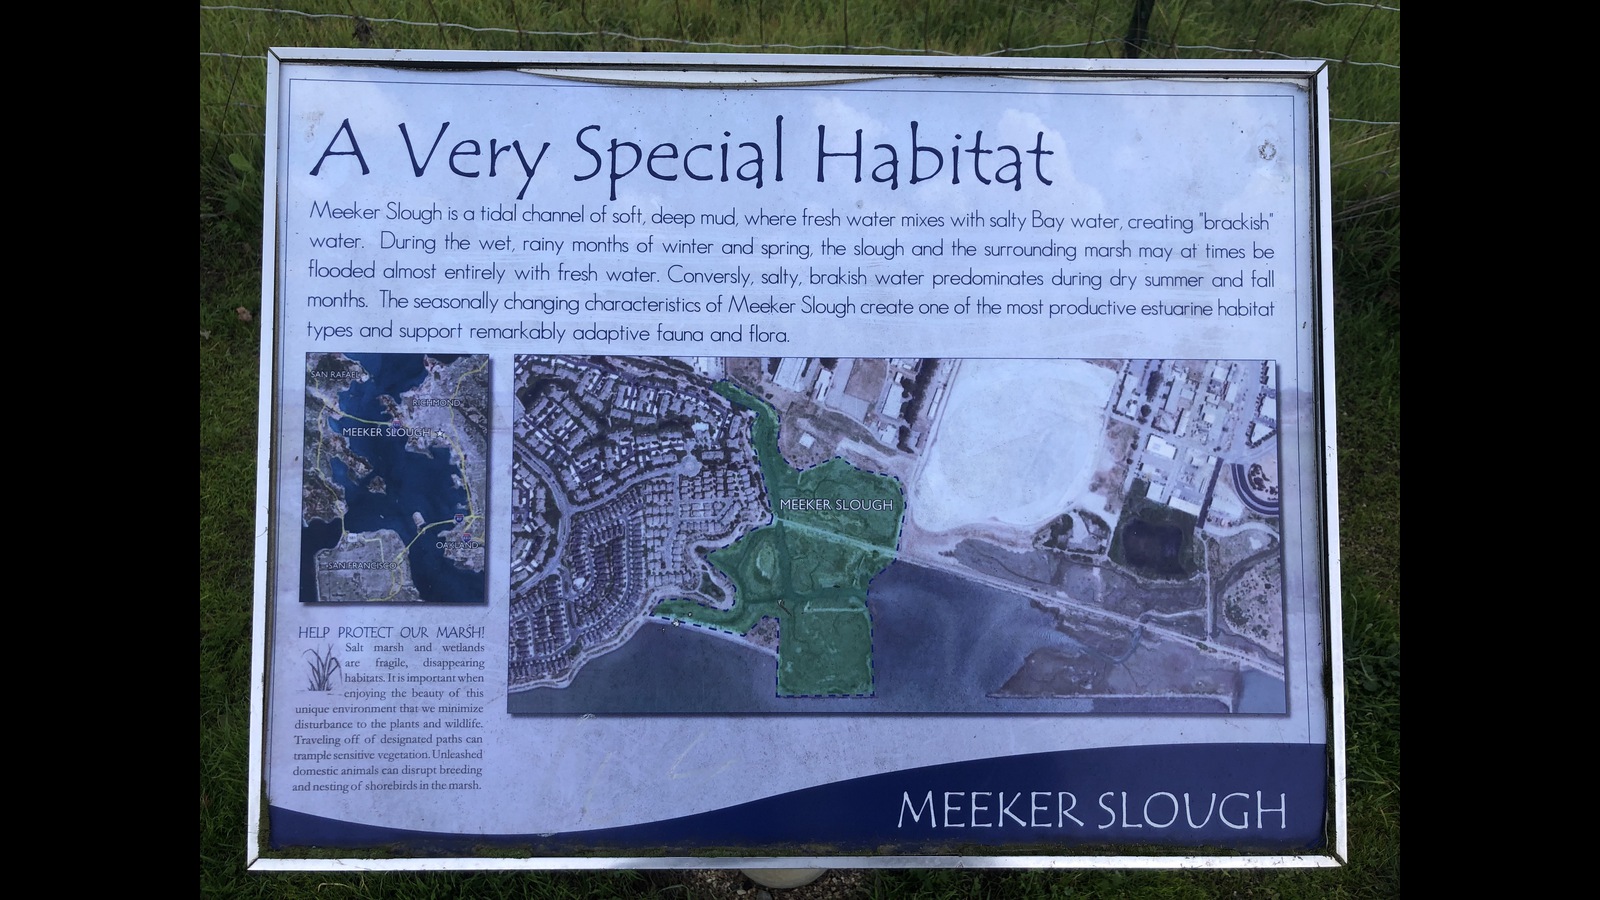 A Very Special Habitat
Meeker Slough is a tidal channel of soft, deep mud, where fresh water mixes with salty Bay water, creating "brackish"
water. During the wet, rainy months of winter and spring, the slough and the surrounding marsh may at times be
flooded almost entirely with fresh water. Conversly, salty, brakish water predominates during dry summer and fall
months. The seasonally changing characteristics of Meeker Slough create one of the most productive estuarine habitat
types and support remarkably adaptive fauna and flora.
SAN RAFAEL
RICHMOND
MEEKER SLOUGH
OAKLAND
SAN FRANCISCO
MEEKER SLOUGH
HELP PROTECT OUR MARSH!
Salt marsh and wetlands
are fragile, disappearing
habitats. It is important when
enjoying the beauty of this
unique environment that we minimize
disturbance to the plants and wildlife.
Traveling off of designated paths can
trample sensitive vegetation. Unleashed
domestic animals can disrupt breeding
and nesting of shorebirds in the marsh.
MEEKER SLOUGH